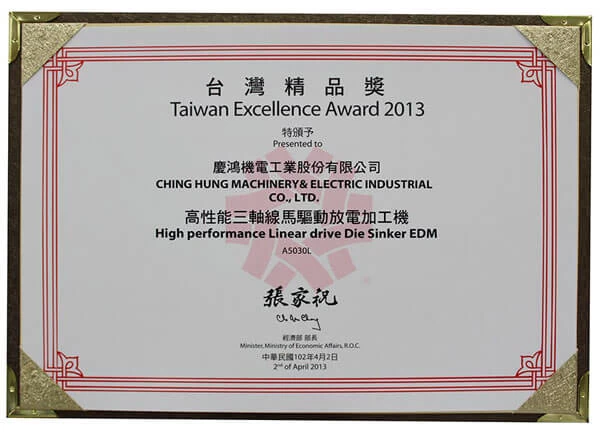 台灣精品獎
Taiwan Excellence Award 2013
特頒予
Presented to
慶鴻機電工業股份有限公司
CHING HUNG MACHINERY& ELECTRIC INDUSTRIAL
CO., LTD.
高性能三軸線馬驅動放電加工機
High performance Linear drive Die Sinker EDM
A5030L
張家祝
經濟部 部長
Minister, Ministry of Economic Affairs, R.O.C.
中華民國102年4月2日
2nd of April 2013